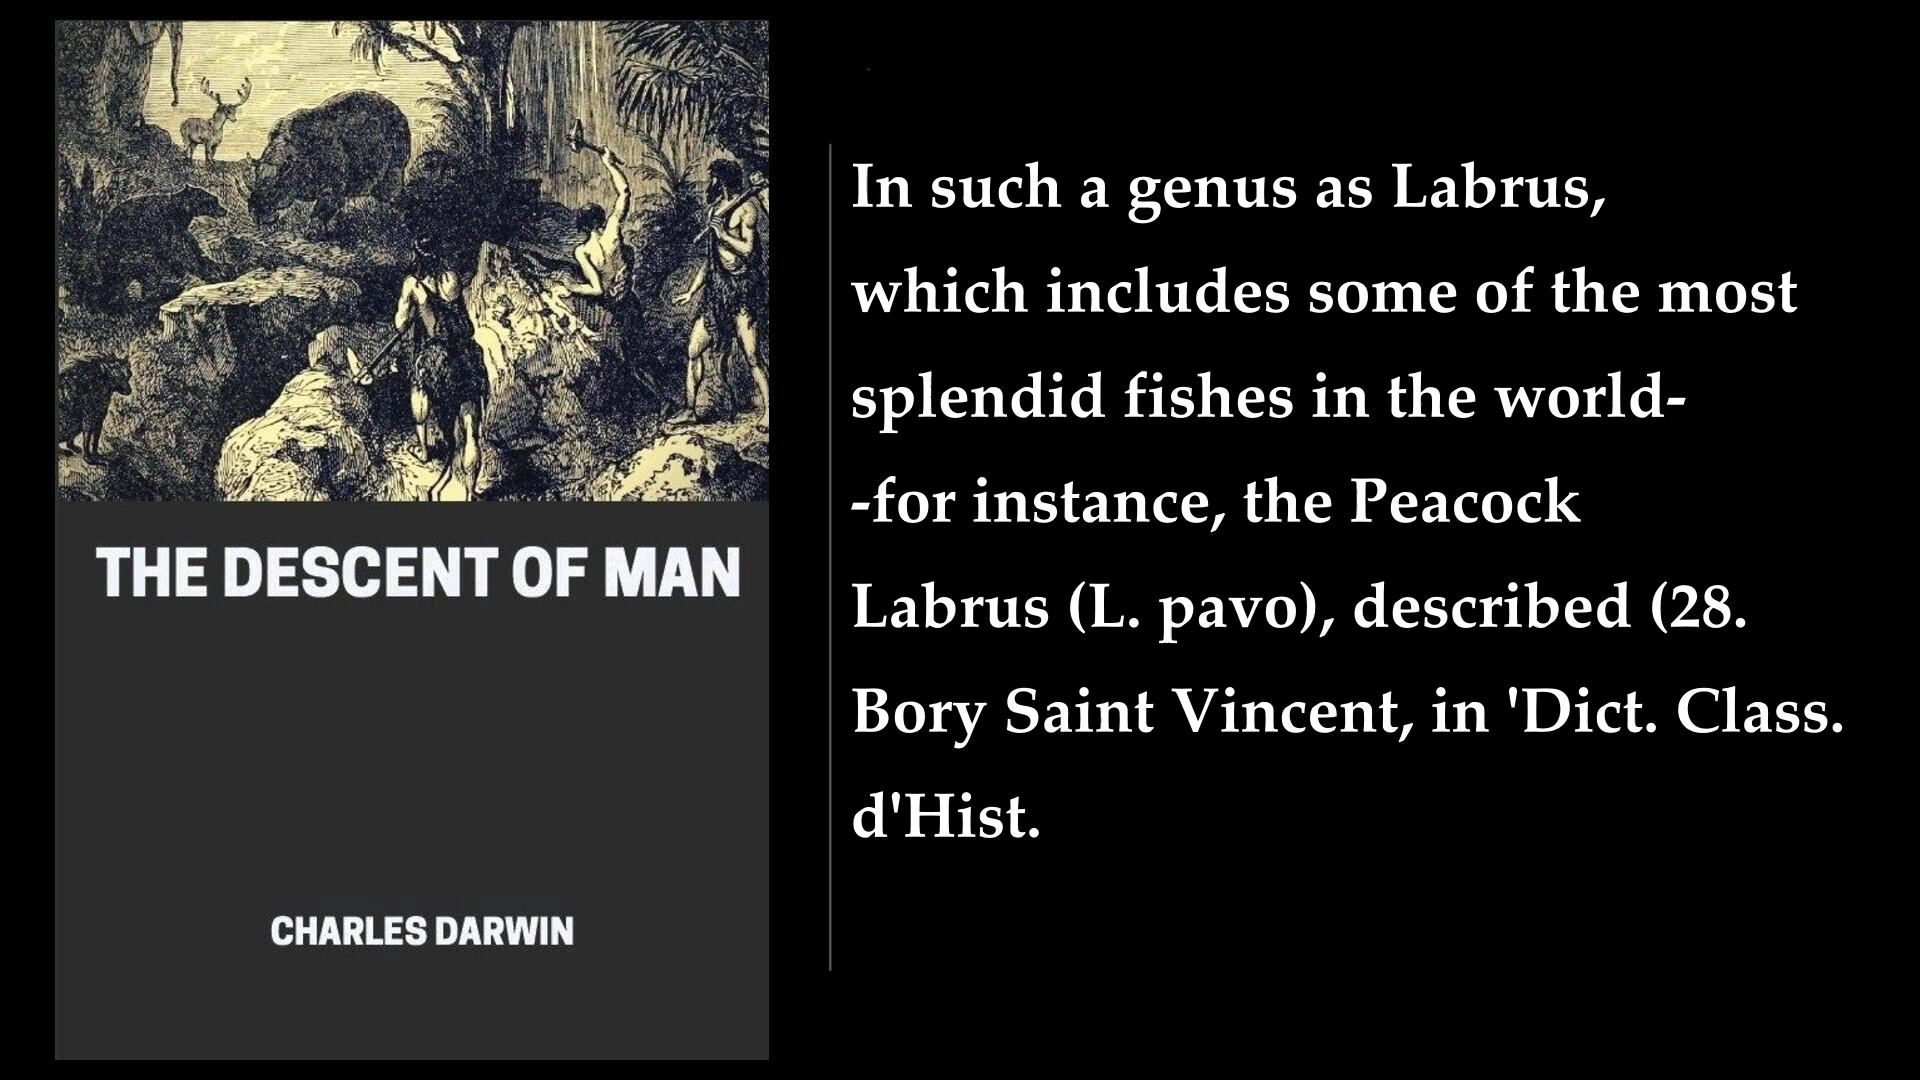 THE DESCENT OF MAN
CHARLES DARWIN
In such a genus as Labrus,
which includes some of the most
splendid fishes in the world-
-for instance, the Peacock
Labrus (L. pavo), described (28.
Bory Saint Vincent, in 'Dict. Class.
d'Hist.